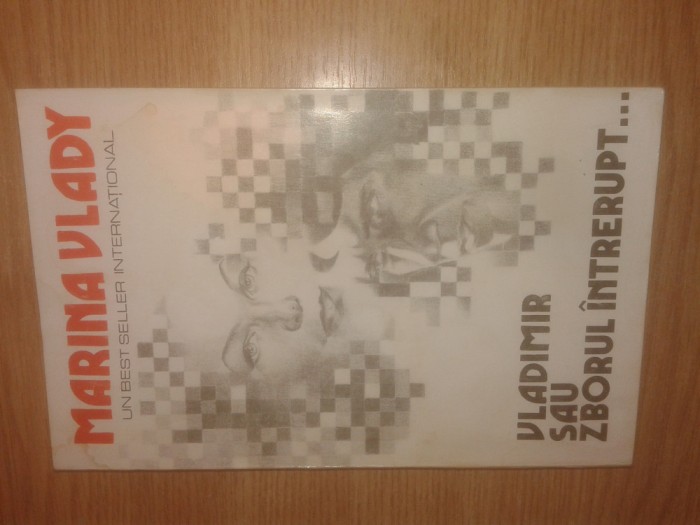 MARINA VLADY
UN BEST SELLER INTERNAȚIONAL
VLADIMIR
SAU
ZBORUL ÎNTRERUPT...